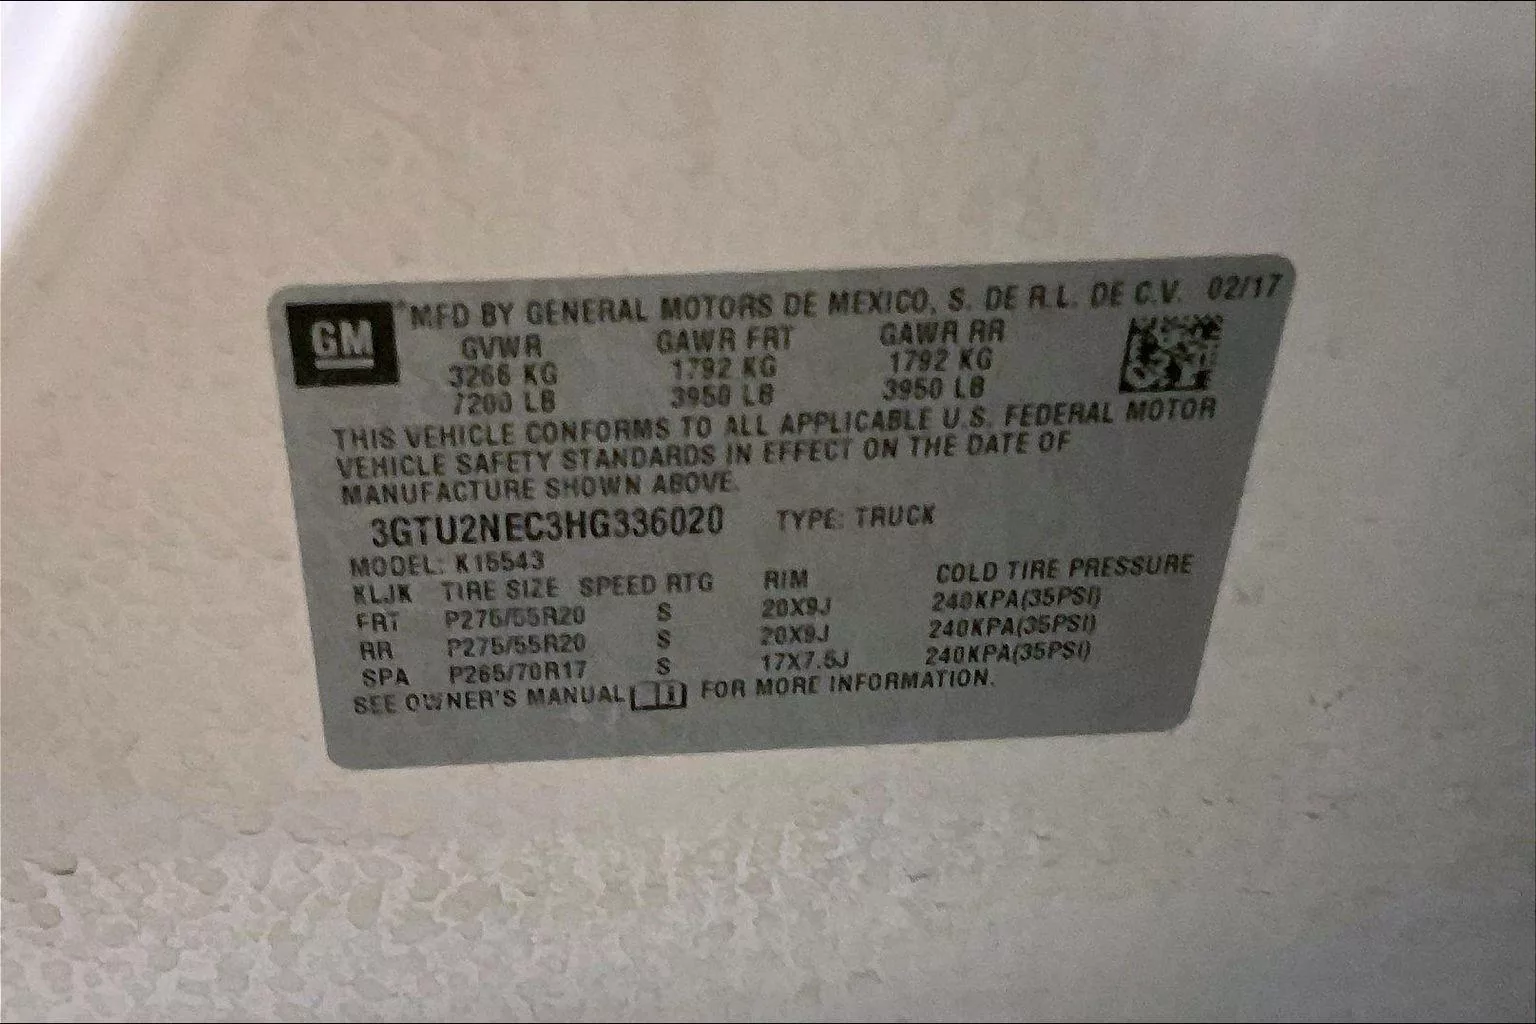 GM
*MFD BY GENERAL MOTORS DE MEXICO, S. DE R.L. DE C.V. 02/17
GVWR GAWR FRT GAWR RR
3266 KG 1792 KG 1792 KG
7200 LB 3950 LB 3950 LB
THIS VEHICLE CONFORMS TO ALL APPLICABLE U.S. FEDERAL MOTOR
VEHICLE SAFETY STANDARDS IN EFFECT ON THE DATE OF
MANUFACTURE SHOWN ABOVE.
3GTU2NEC3HG336020 TYPE: TRUCK
MODEL: K15543
KLJK TIRE SIZE SPEED RTG RIM COLD TIRE PRESSURE
FRT P275/55R20 S 20X9J 240KPA(35PSI)
RR P275/55R20 S 20X9J 240KPA(35PSI)
SPA P265/70R17 S 17X7.5J 240KPA(35PSI)
SEE OWNER'S MANUAL FOR MORE INFORMATION.